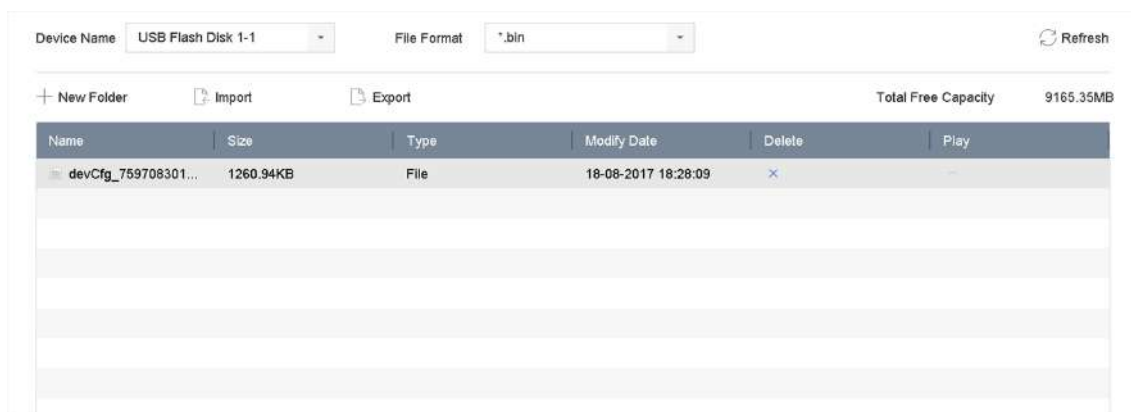 Device Name USB Flash Disk 1-1 File Format *.bin Refresh
New Folder Import Export Total Free Capacity 9165.35MB
Name Size Type Modify Date Delete Play
devCfg_759708301... 1260.94KB File 18-08-2017 18:28:09